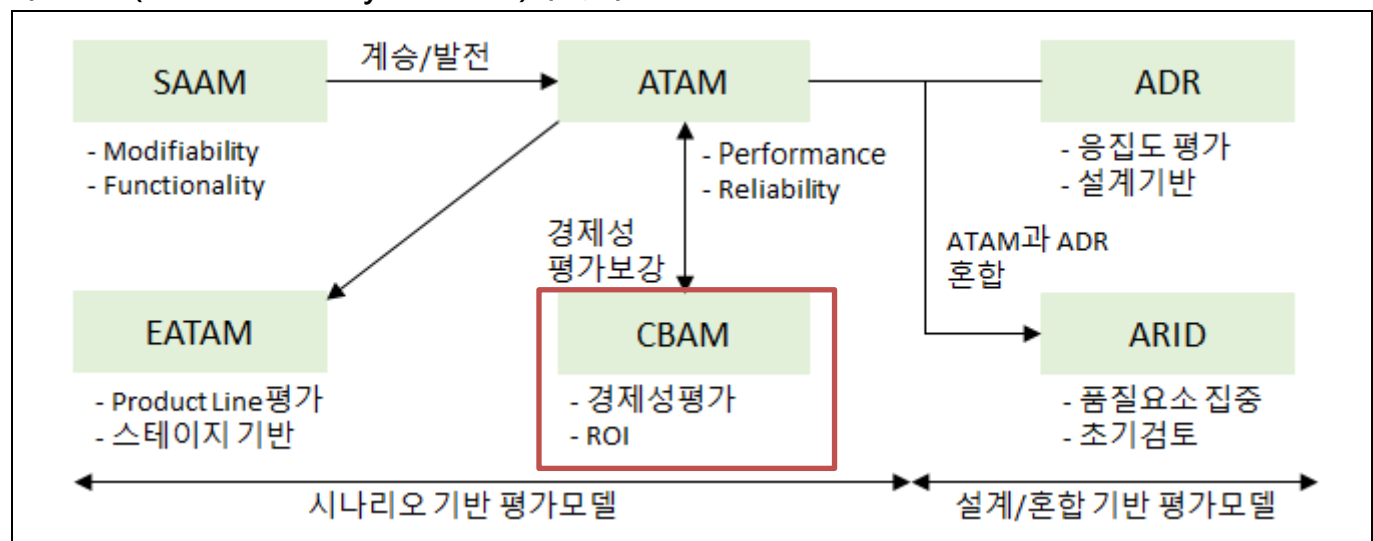 SAAM
계승/발전
ATAM
ADR
- Modifiability
- Functionality
- Performance
- Reliability
- 응집도 평가
- 설계기반
경제성
평가보강
ATAM과 ADR
혼합
EATAM
CBAM
ARID
- Product Line평가
- 스테이지 기반
- 경제성평가
- ROI
- 품질요소 집중
- 초기검토
시나리오 기반 평가모델
설계/혼합 기반 평가모델